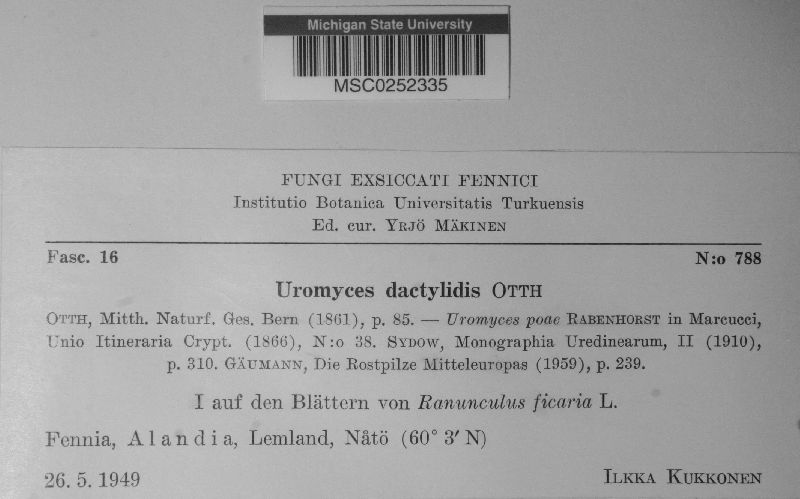 Michigan State University
MSC0252335
FUNGI EXSICCATI FENNICI
Institutio Botanica Universitatis Turkuensis
Ed. cur. YRJÖ MÄKINEN
Fasc. 16 N:o 788
Uromyces dactylidis OTTH
OTTH, Mitth. Naturf. Ges. Bern (1861), p. 85. — Uromyces poae RABENHORST in Marcucci,
Unio Itineraria Crypt. (1866), N:o 38. SYDOW, Monographia Uredinearum, II (1910),
p. 310. GÄUMANN, Die Rostpilze Mitteleuropas (1959), p. 239.
I auf den Blättern von Ranunculus ficaria L.
Fennia, Alandia, Lemland, Nåtö (60° 3′ N)
26. 5. 1949 ILKKA KUKKONEN